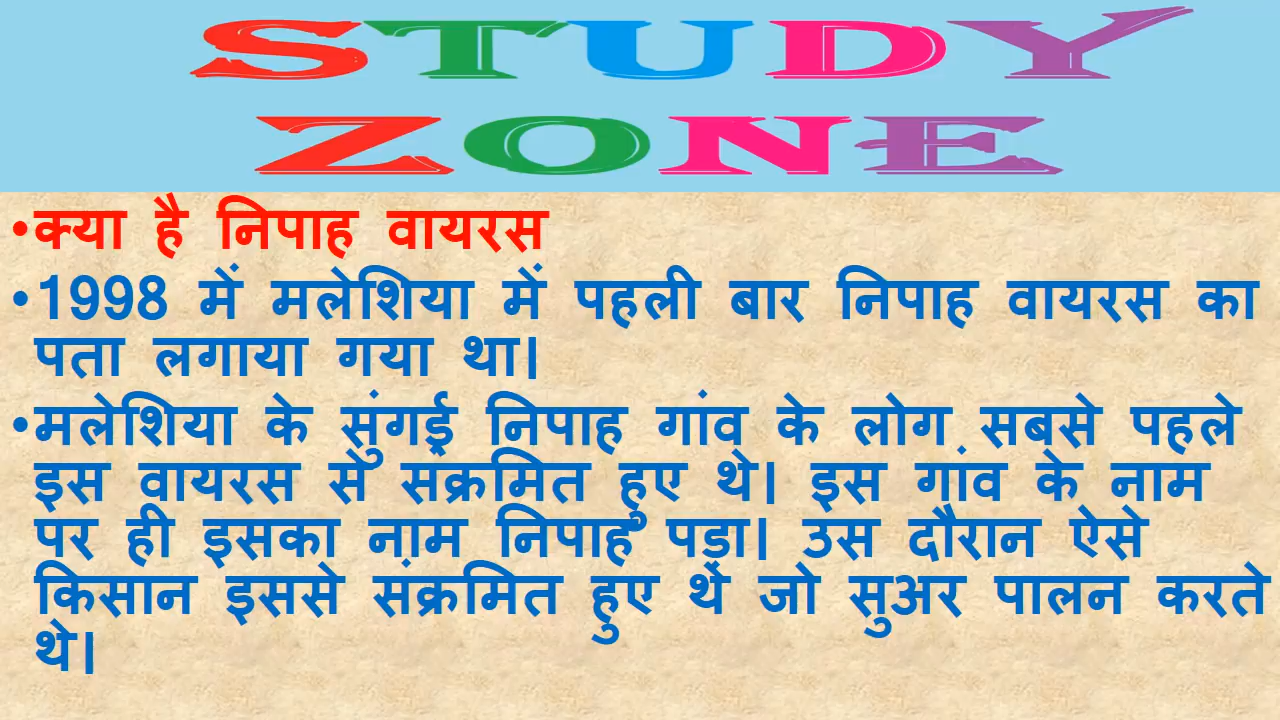 STUDY
ZONE
•क्या है निपाह वायरस
•1998 में मलेशिया में पहली बार निपाह वायरस का
पता लगाया गया था।
•मलेशिया के सुंगई निपाह गांव के लोग सबसे पहले
इस वायरस से संक्रमित हुए थे। इस गांव के नाम
पर ही इसका नाम निपाह पड़ा। उस दौरान ऐसे
किसान इससे संक्रमित हुए थे जो सुअर पालन करते
थे।